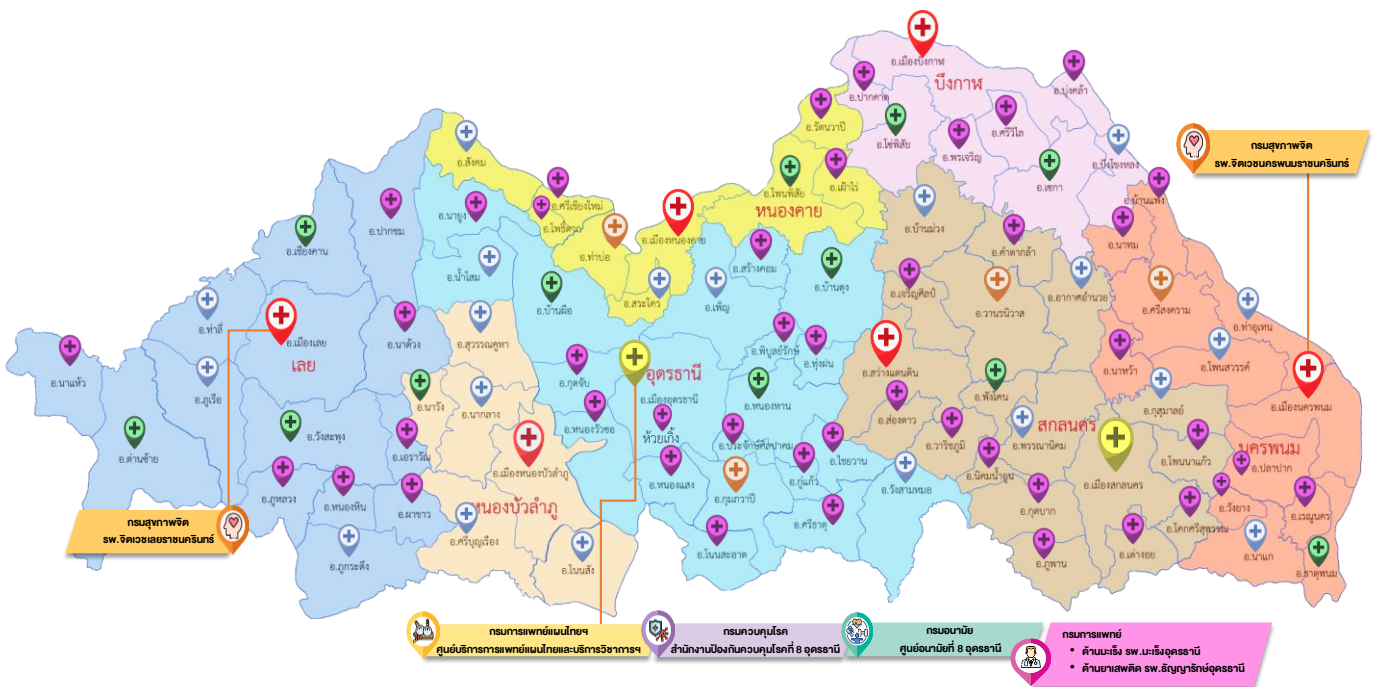 อ.เมืองบึงกาฬ
บึงกาฬ
อ.บุ่งคล้า
อ.ปากคาด
อ.รัตนวาปี
อ.โซ่พิสัย
อ.พรเจริญ
อ.ศรีวิไล
อ.เซกา
อ.บึงโขงหลง
กรมสุขภาพจิต
รพ.จิตเวชนครพนมราชนครินทร์
อ.สังคม
อ.ศรีเชียงใหม่
อ.โพธิ์ตาก
อ.ท่าบ่อ
อ.เมืองหนองคาย
อ.สระใคร
อ.โพนพิสัย
อ.เฝ้าไร่
หนองคาย
อ.บ้านแพง
อ.นาทม
อ.ศรีสงคราม
อ.ท่าอุเทน
อ.โพนสวรรค์
อ.นาหว้า
อ.เมืองนครพนม
อ.ปากชม
อ.เชียงคาน
อ.ท่าลี่
อ.เมืองเลย
เลย
อ.นาด้วง
อ.นาแห้ว
อ.ภูเรือ
อ.ด่านซ้าย
อ.วังสะพุง
อ.เอราวัณ
อ.ภูหลวง
อ.หนองหิน
อ.ผาขาว
อ.ภูกระดึง
อ.นายูง
อ.น้ำโสม
อ.บ้านผือ
อ.เพ็ญ
อ.สร้างคอม
อ.บ้านดุง
อ.พิบูลย์รักษ์
อ.ทุ่งฝน
อุดรธานี
อ.เมืองอุดรธานี
อ.กุดจับ
อ.หนองวัวซอ
ห้วยเกิ้ง
อ.หนองหาน
อ.ประจักษ์ศิลปาคม
อ.ไชยวาน
อ.หนองแสง
อ.กุมภวาปี
อ.กู่แก้ว
อ.ศรีธาตุ
อ.วังสามหมอ
อ.โนนสะอาด
อ.สุวรรณคูหา
อ.นาวัง
อ.นากลาง
อ.เมืองหนองบัวลำภู
หนองบัวลำภู
อ.ศรีบุญเรือง
อ.โนนสัง
อ.บ้านม่วง
อ.คำตากล้า
อ.เจริญศิลป์
อ.วานรนิวาส
อ.อากาศอำนวย
อ.สว่างแดนดิน
อ.ส่องดาว
อ.พังโคน
อ.วาริชภูมิ
อ.พรรณานิคม
สกลนคร
อ.กุสุมาลย์
อ.นิคมน้ำอูน
อ.เมืองสกลนคร
อ.โพนนาแก้ว
อ.กุดบาก
อ.ภูพาน
อ.เต่างอย
อ.โคกศรีสุพรรณ
นครพนม
อ.ปลาปาก
อ.วังยาง
อ.เรณูนคร
อ.นาแก
อ.ธาตุพนม
กรมสุขภาพจิต
รพ.จิตเวชเลยราชนครินทร์
กรมการแพทย์แผนไทยฯ
ศูนย์บริการการแพทย์แผนไทยและบริการวิชาการฯ
กรมควบคุมโรค
สำนักงานป้องกันควบคุมโรคที่ 8 อุดรธานี
กรมอนามัย
ศูนย์อนามัยที่ 8 อุดรธานี
กรมการแพทย์
• ด้านมะเร็ง รพ.มะเร็งอุดรธานี
• ด้านยาเสพติด รพ.ธัญญารักษ์อุดรธานี